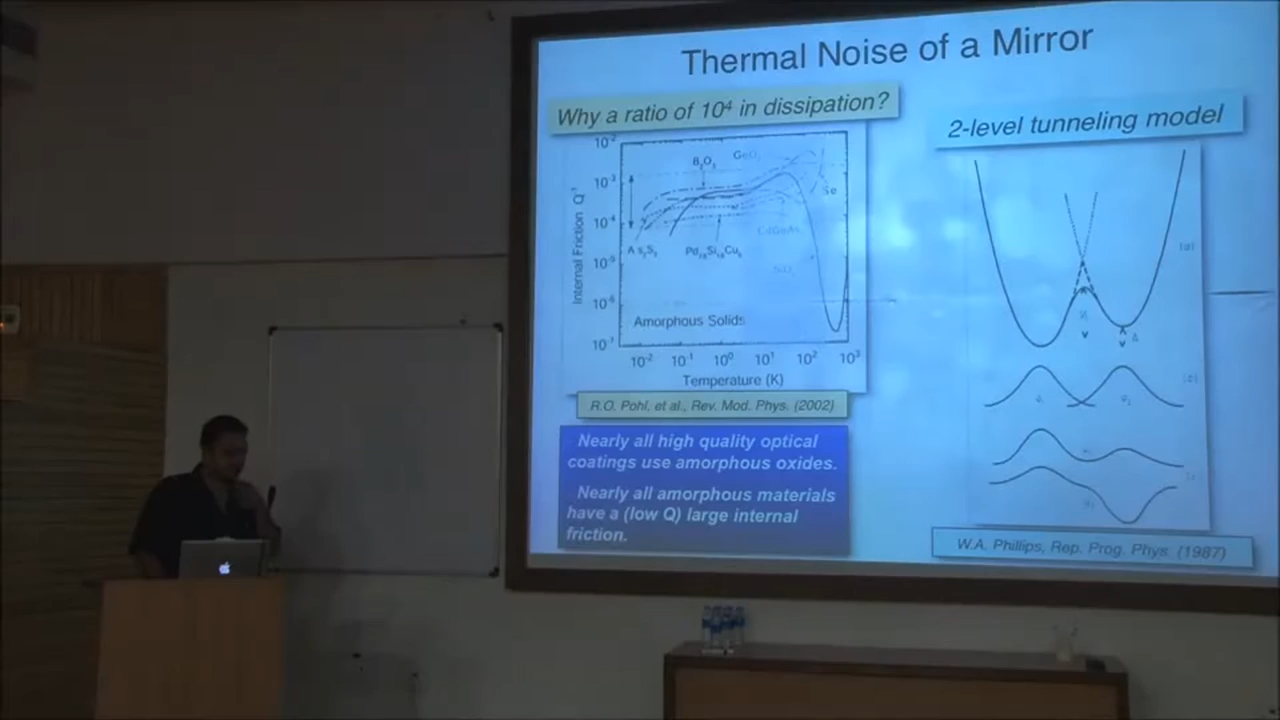 Thermal Noise of a Mirror
Why a ratio of 10⁴ in dissipation?
2-level tunneling model
10⁻²
10⁻³
10⁻⁴
10⁻⁵
10⁻⁶
Internal Friction Q⁻¹
B₂O₃
Se
As₂S₃
Amorphous Solids
10⁻² 10⁻¹ 10⁰ 10¹ 10² 10³
Temperature (K)
R.O. Pohl, et al., Rev. Mod. Phys. (2002)
Nearly all high quality optical
coatings use amorphous oxides.
Nearly all amorphous materials
have a (low Q) large internal
friction.
W.A. Phillips, Rep. Prog. Phys. (1987)